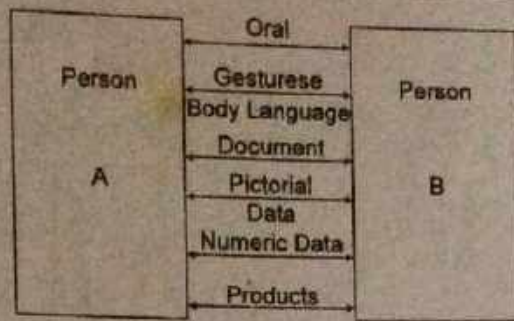 Oral
Person
Gesturese
Person
Body Language
Document
A
Pictorial
B
Data
Numeric Data
Products